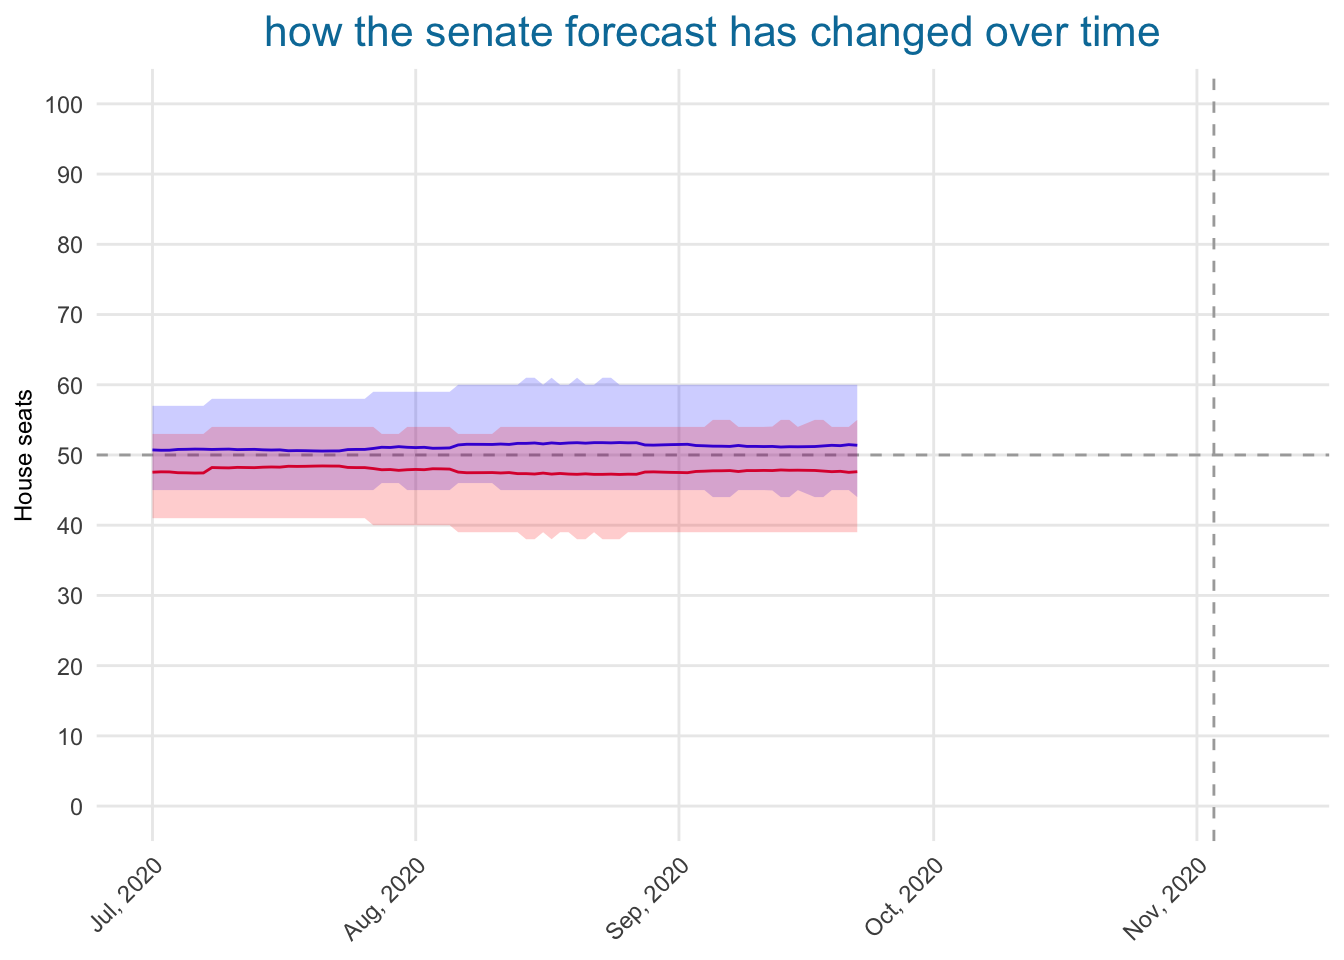 how the senate forecast has changed over time
House seats
100
90
80
70
60
50
40
30
20
10
0
Jul, 2020
Aug, 2020
Sep, 2020
Oct, 2020
Nov, 2020